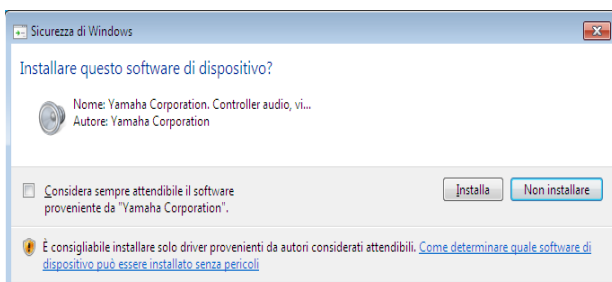 Sicurezza di Windows
Installare questo software di dispositivo?
Nome: Yamaha Corporation. Controller audio, vi...
Autore: Yamaha Corporation
Considera sempre attendibile il software
proveniente da "Yamaha Corporation".
Installa
Non installare
È consigliabile installare solo driver provenienti da autori considerati attendibili. Come determinare quale software di
dispositivo può essere installato senza pericoli